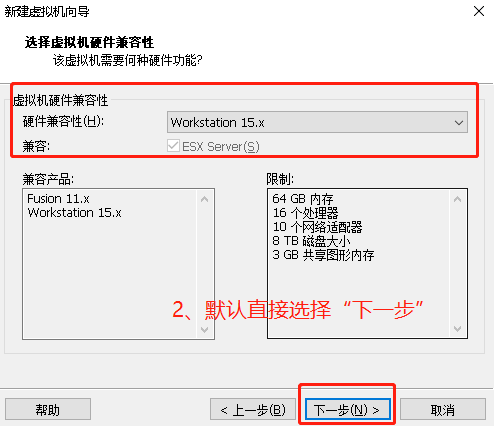 新建虚拟机向导
选择虚拟机硬件兼容性
该虚拟机需要何种硬件功能?
虚拟机硬件兼容性
硬件兼容性(H): Workstation 15.x
兼容: ESX Server(S)
兼容产品:
Fusion 11.x
Workstation 15.x
限制:
64 GB 内存
16 个处理器
10 个网络适配器
8 TB 磁盘大小
3 GB 共享图形内存
2、默认直接选择“下一步”
帮助 < 上一步(B) 下一步(N) > 取消